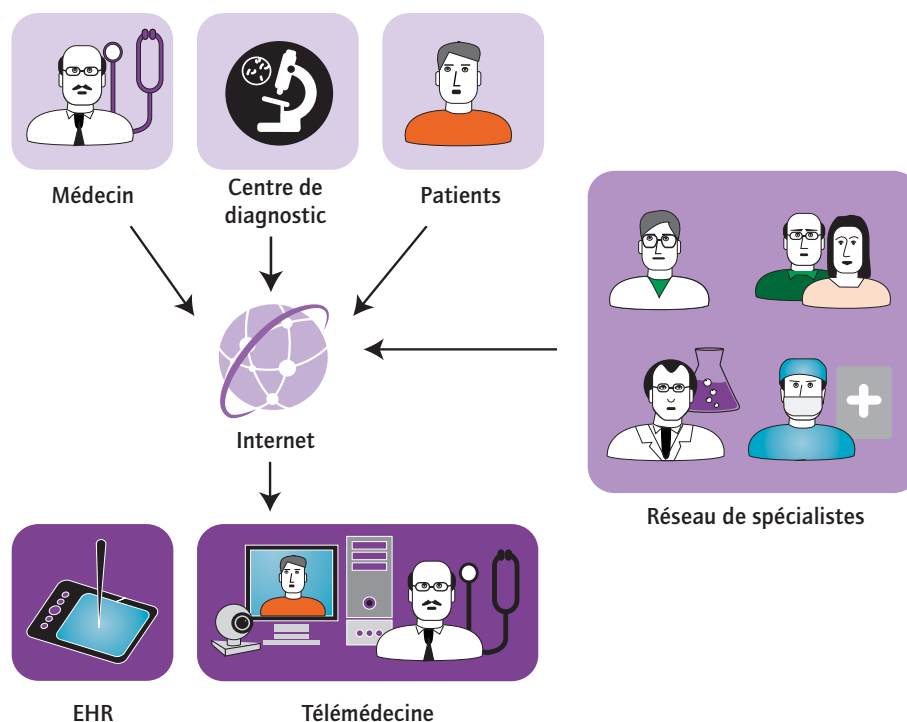 Médecin
Centre de
diagnostic
Patients
Internet
Réseau de spécialistes
EHR
Télémédecine